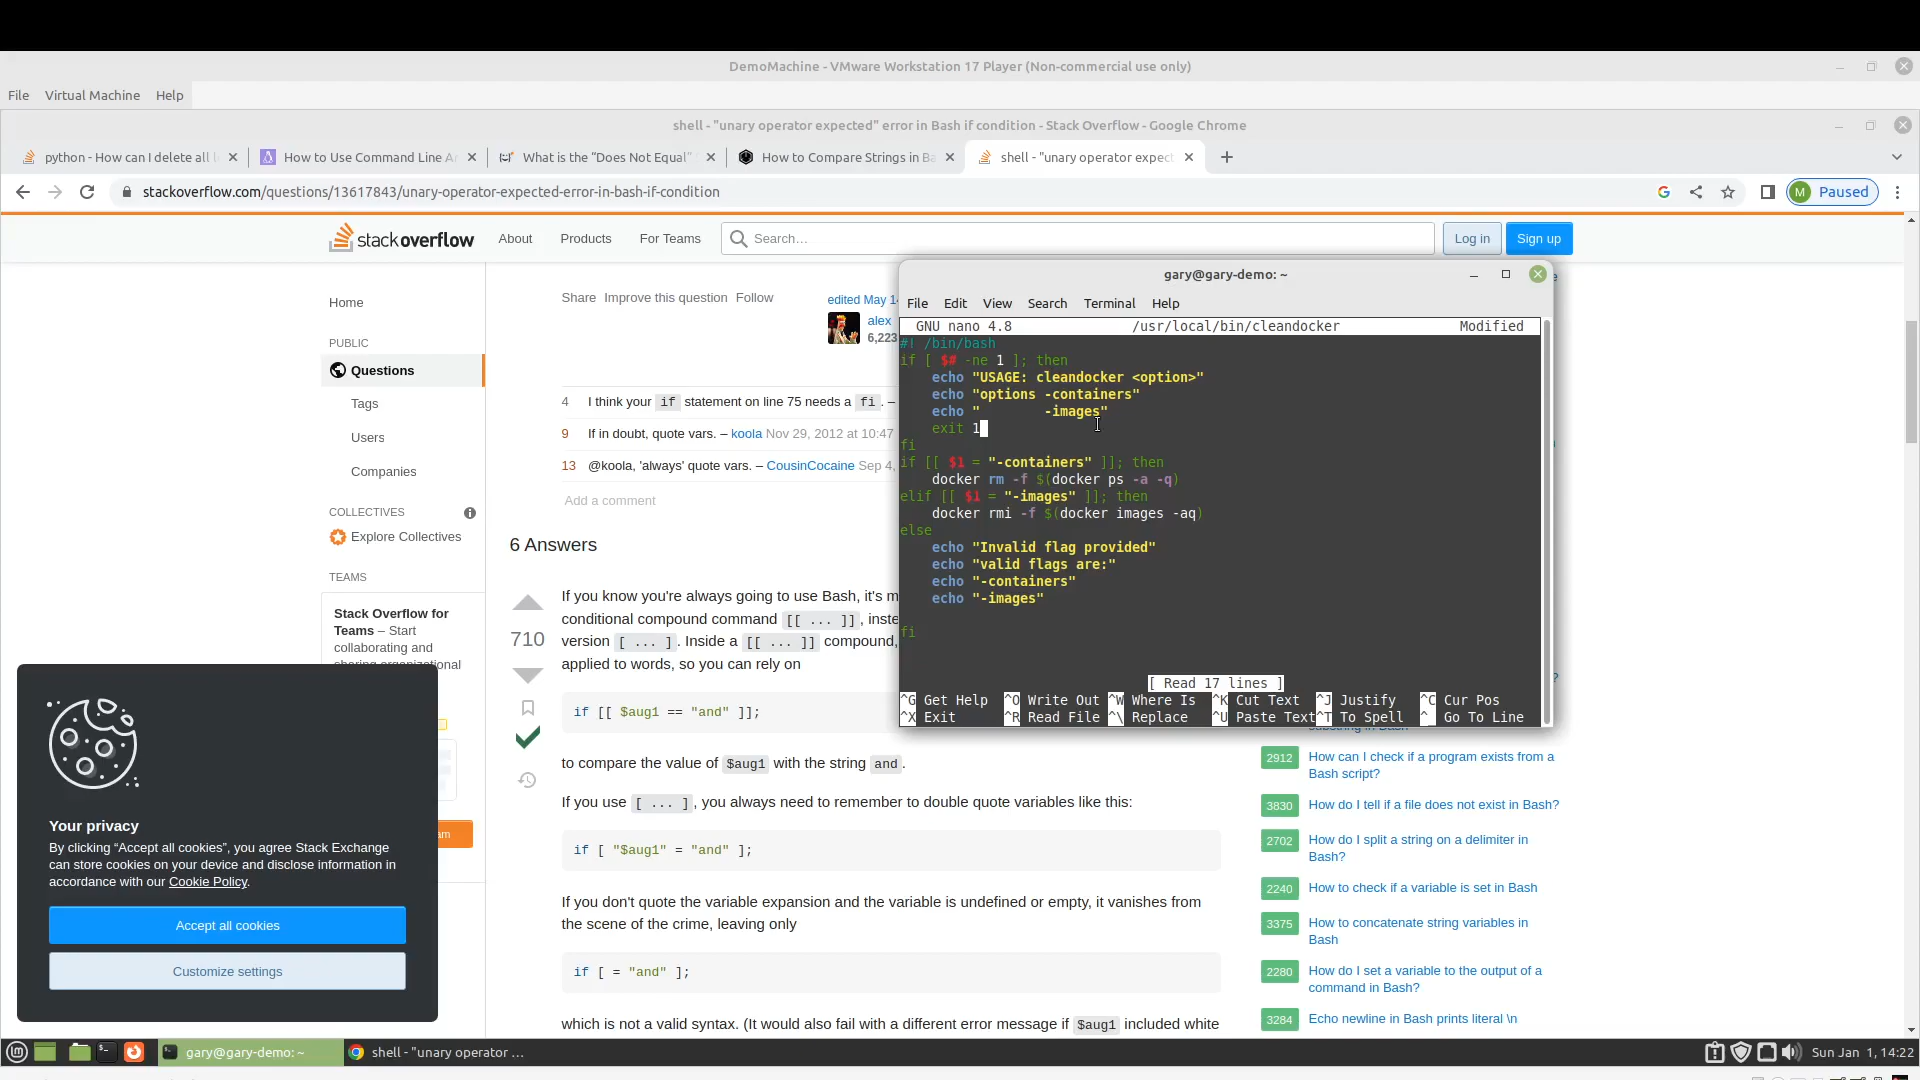 DemoMachine - VMware Workstation 17 Player (Non-commercial use only)
File Virtual Machine Help
shell - "unary operator expected" error in Bash if condition - Stack Overflow - Google Chrome
python - How can I delete all l
How to Use Command Line Ar
What is the "Does Not Equal"
How to Compare Strings in Ba
shell - "unary operator expect
stackoverflow.com/questions/13617843/unary-operator-expected-error-in-bash-if-condition
M Paused
stackoverflow
About Products For Teams
Search...
Log in Sign up
Home
PUBLIC
Questions
Tags
Users
Companies
COLLECTIVES
Explore Collectives
TEAMS
Stack Overflow for
Teams – Start
collaborating and
Share Improve this question Follow
edited May 1
alex
6,223
4 I think your if statement on line 75 needs a fi. –
9 If in doubt, quote vars. – koola Nov 29, 2012 at 10:47
13 @koola, 'always' quote vars. – CousinCocaine Sep 4,
Add a comment
6 Answers
710
If you know you're always going to use Bash, it's m
conditional compound command [[ ... ]], inste
version [ ... ]. Inside a [[ ... ]] compound,
applied to words, so you can rely on
if [[ $aug1 == "and" ]];
to compare the value of $aug1 with the string and.
If you use [ ... ], you always need to remember to double quote variables like this:
if [ "$aug1" = "and" ];
If you don't quote the variable expansion and the variable is undefined or empty, it vanishes from
the scene of the crime, leaving only
if [ = "and" ];
which is not a valid syntax. (It would also fail with a different error message if $aug1 included white
gary@gary-demo: ~
File Edit View Search Terminal Help
GNU nano 4.8 /usr/local/bin/cleandocker Modified
#! /bin/bash
if [ $# -ne 1 ]; then
echo "USAGE: cleandocker <option>"
echo "options -containers"
echo "        -images"
exit 1
fi
if [[ $1 = "-containers" ]]; then
docker rm -f $(docker ps -a -q)
elif [[ $1 = "-images" ]]; then
docker rmi -f $(docker images -aq)
else
echo "Invalid flag provided"
echo "valid flags are:"
echo "-containers"
echo "-images"
fi
[ Read 17 lines ]
^G Get Help ^O Write Out ^W Where Is ^K Cut Text ^J Justify ^C Cur Pos
^X Exit ^R Read File ^\ Replace ^U Paste Text ^T To Spell ^_ Go To Line
2912 How can I check if a program exists from a
Bash script?
3830 How do I tell if a file does not exist in Bash?
2702 How do I split a string on a delimiter in
Bash?
2240 How to check if a variable is set in Bash
3375 How to concatenate string variables in
Bash
2280 How do I set a variable to the output of a
command in Bash?
3284 Echo newline in Bash prints literal \n
Your privacy
By clicking “Accept all cookies”, you agree Stack Exchange
can store cookies on your device and disclose information in
accordance with our Cookie Policy.
Accept all cookies
Customize settings
gary@gary-demo: ~
shell - "unary operator ...
Sun Jan 1, 14:22